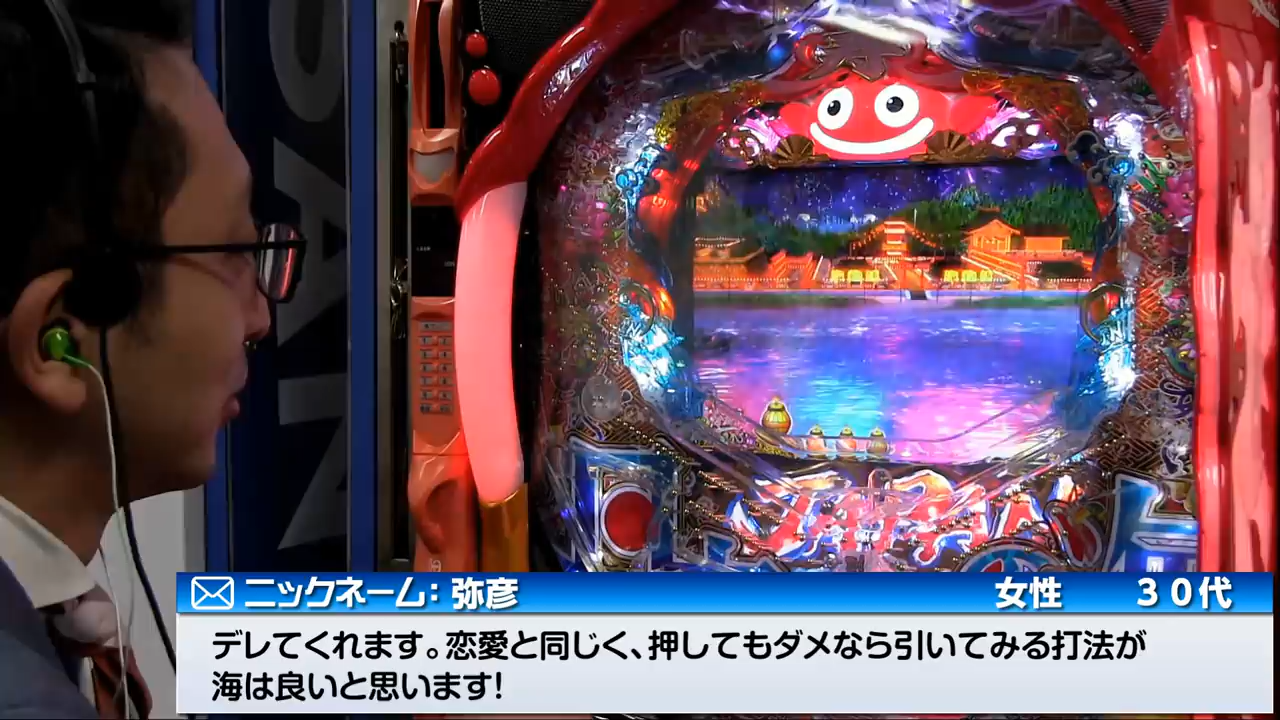 ニックネーム：弥彦 女性 30代
デレてくれます。恋愛と同じく、押してもダメなら引いてみる打法が
海は良いと思います！